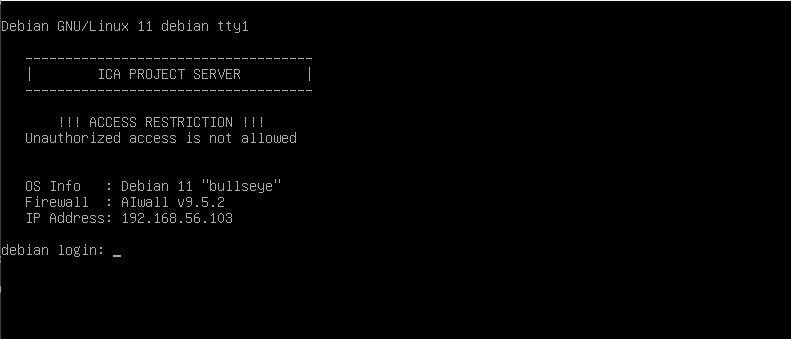 Debian GNU/Linux 11 debian tty1
------------------------------------
|        ICA PROJECT SERVER        |
------------------------------------
!!! ACCESS RESTRICTION !!!
Unauthorized access is not allowed
OS Info   : Debian 11 "bullseye"
Firewall  : AIwall v9.5.2
IP Address: 192.168.56.103
debian login: _